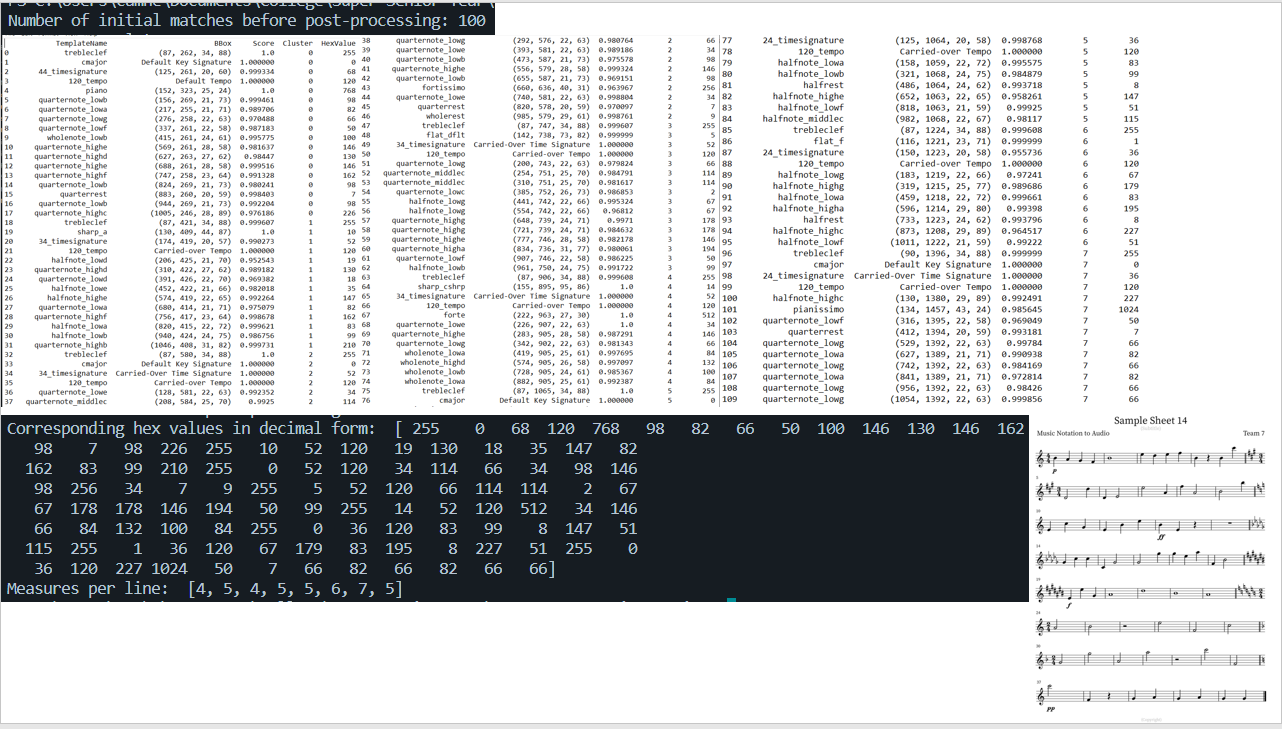 Number of initial matches before post-processing: 100
TemplateName BBox Score Cluster HexValue
0 trebleclef (87, 262, 34, 88) 1.0 0 255
1 cmajor Default Key Signature 1.000000 0 0
2 44_timesignature (125, 261, 20, 60) 0.999334 0 68
3 120_tempo Default Tempo 1.000000 0 120
4 piano (152, 323, 25, 24) 1.0 0 768
5 quarternote_lowb (160, 269, 21, 73) 0.999461 0 98
6 quarternote_lowa (217, 255, 21, 71) 0.989706 0 82
7 quarternote_lowg (276, 258, 22, 63) 0.970488 0 66
8 quarternote_lowf (337, 261, 22, 58) 0.987183 0 50
9 wholenote_lowb (415, 261, 24, 61) 0.995775 0 100
10 quarternote_highe (569, 261, 28, 58) 0.981637 0 146
11 quarternote_highd (627, 263, 27, 62) 0.98447 0 130
12 quarternote_highe (688, 261, 28, 58) 0.999516 0 146
13 quarternote_highf (747, 258, 23, 64) 0.991328 0 162
14 quarternote_lowb (824, 269, 21, 73) 0.980241 0 98
15 quarterrest (883, 260, 20, 59) 0.998403 0 7
16 quarternote_lowb (944, 269, 21, 73) 0.992204 0 98
17 quarternote_highc (1005, 246, 28, 89) 0.976186 0 226
18 trebleclef (87, 421, 34, 88) 0.999607 1 255
19 sharp_a (130, 409, 44, 87) 1.0 1 10
20 34_timesignature (174, 419, 20, 57) 0.990273 1 52
21 120_tempo Carried-over Tempo 1.000000 1 120
22 halfnote_lowd (206, 425, 21, 70) 0.952543 1 19
23 quarternote_highd (310, 422, 27, 62) 0.989182 1 130
24 quarternote_lowd (391, 426, 22, 70) 0.969382 1 18
25 halfnote_lowe (452, 422, 21, 66) 0.982018 1 35
26 halfnote_highe (574, 419, 22, 65) 0.992264 1 147
27 quarternote_lowa (680, 414, 21, 71) 0.975079 1 82
28 quarternote_highf (756, 417, 23, 64) 0.998678 1 162
29 halfnote_lowa (820, 415, 22, 72) 0.999621 1 83
30 halfnote_lowb (940, 424, 24, 75) 0.986756 1 99
31 quarternote_highb (1046, 408, 31, 82) 0.999731 1 210
32 trebleclef (87, 580, 34, 88) 1.0 2 255
33 cmajor Default Key Signature 1.000000 2 0
34 34_timesignature Carried-Over Time Signature 1.000000 2 52
35 120_tempo Carried-over Tempo 1.000000 2 120
36 quarternote_lowe (128, 581, 22, 63) 0.992352 2 34
37 quarternote_middlec (208, 584, 25, 70) 0.9925 2 114
38 quarternote_lowg (292, 576, 22, 63) 0.980764 2 66
39 quarternote_lowe (393, 581, 22, 63) 0.989186 2 34
40 quarternote_lowb (473, 587, 21, 73) 0.975578 2 98
41 quarternote_highe (556, 579, 28, 58) 0.999324 2 146
42 quarternote_lowb (655, 587, 21, 73) 0.969151 2 98
43 fortissimo (660, 636, 40, 31) 0.963967 2 256
44 quarternote_lowe (740, 581, 22, 63) 0.998804 2 34
45 quarterrest (820, 578, 20, 59) 0.970097 2 7
46 wholerest (985, 579, 29, 61) 0.998761 2 9
47 trebleclef (87, 747, 34, 88) 0.999607 3 255
48 flat_dflt (142, 738, 73, 82) 0.999999 3 5
49 34_timesignature Carried-Over Time Signature 1.000000 3 52
50 120_tempo Carried-over Tempo 1.000000 3 120
51 quarternote_lowg (200, 743, 22, 63) 0.979824 3 66
52 quarternote_middlec (254, 751, 25, 70) 0.984791 3 114
53 quarternote_middlec (310, 751, 25, 70) 0.981617 3 114
54 quarternote_lowc (385, 752, 26, 73) 0.986853 3 2
55 halfnote_lowg (441, 742, 22, 66) 0.995324 3 67
56 halfnote_lowg (554, 742, 22, 66) 0.96812 3 67
57 quarternote_highg (648, 739, 24, 71) 0.9971 3 178
58 quarternote_highg (721, 739, 24, 71) 0.984632 3 178
59 quarternote_highe (777, 746, 28, 58) 0.982178 3 146
60 quarternote_higha (834, 736, 31, 77) 0.980061 3 194
61 quarternote_lowf (907, 746, 22, 58) 0.986225 3 50
62 halfnote_lowb (961, 750, 24, 75) 0.991722 3 99
63 trebleclef (87, 906, 34, 88) 0.999608 4 255
64 sharp_cshrp (155, 895, 95, 86) 1.0 4 14
65 34_timesignature Carried-Over Time Signature 1.000000 4 52
66 120_tempo Carried-over Tempo 1.000000 4 120
67 forte (222, 963, 27, 30) 1.0 4 512
68 quarternote_lowe (226, 907, 22, 63) 1.0 4 34
69 quarternote_highe (283, 905, 28, 58) 0.987291 4 146
70 quarternote_lowg (342, 902, 22, 63) 0.981343 4 66
71 wholenote_lowa (419, 905, 25, 61) 0.997695 4 84
72 wholenote_highd (574, 905, 26, 58) 0.997097 4 132
73 wholenote_lowb (728, 905, 24, 61) 0.985367 4 100
74 wholenote_lowa (882, 905, 25, 61) 0.992387 4 84
75 trebleclef (87, 1065, 34, 88) 1.0 5 255
76 cmajor Default Key Signature 1.000000 5 0
77 24_timesignature (125, 1064, 20, 58) 0.998768 5 36
78 120_tempo Carried-over Tempo 1.000000 5 120
79 halfnote_lowa (158, 1059, 22, 72) 0.995575 5 83
80 halfnote_lowb (321, 1068, 24, 75) 0.984879 5 99
81 halfrest (486, 1064, 24, 62) 0.993718 5 8
82 halfnote_highe (652, 1063, 22, 65) 0.958261 5 147
83 halfnote_lowf (818, 1063, 21, 59) 0.99925 5 51
84 halfnote_middlec (982, 1068, 22, 67) 0.98117 5 115
85 trebleclef (87, 1224, 34, 88) 0.999608 6 255
86 flat_f (116, 1221, 23, 71) 0.999999 6 1
87 24_timesignature (150, 1223, 20, 58) 0.955736 6 36
88 120_tempo Carried-over Tempo 1.000000 6 120
89 halfnote_lowg (183, 1219, 22, 66) 0.97241 6 67
90 halfnote_highg (319, 1215, 25, 77) 0.989686 6 179
91 halfnote_lowa (459, 1218, 22, 72) 0.999661 6 83
92 halfnote_higha (596, 1214, 29, 80) 0.99398 6 195
93 halfrest (733, 1223, 24, 62) 0.993796 6 8
94 halfnote_highc (873, 1208, 29, 89) 0.964517 6 227
95 halfnote_lowf (1011, 1222, 21, 59) 0.99222 6 51
96 trebleclef (90, 1396, 34, 88) 0.999999 7 255
97 cmajor Default Key Signature 1.000000 7 0
98 24_timesignature Carried-Over Time Signature 1.000000 7 36
99 120_tempo Carried-over Tempo 1.000000 7 120
100 halfnote_highc (130, 1380, 29, 89) 0.992491 7 227
101 pianissimo (134, 1457, 43, 24) 0.985645 7 1024
102 quarternote_lowf (316, 1395, 22, 58) 0.969049 7 50
103 quarterrest (412, 1394, 20, 59) 0.993181 7 7
104 quarternote_lowg (529, 1392, 22, 63) 0.99784 7 66
105 quarternote_lowa (627, 1389, 21, 71) 0.990938 7 82
106 quarternote_lowg (742, 1392, 22, 63) 0.984169 7 66
107 quarternote_lowa (841, 1389, 21, 71) 0.972814 7 82
108 quarternote_lowg (956, 1392, 22, 63) 0.98426 7 66
109 quarternote_lowg (1054, 1392, 22, 63) 0.999856 7 66
Corresponding hex values in decimal form: [ 255 0 68 120 768 98 82 66 50 100 146 130 146 162
98 7 98 226 255 10 52 120 19 130 18 35 147 82
162 83 99 210 255 0 52 120 34 114 66 34 98 146
98 256 34 7 9 255 5 52 120 66 114 114 2 67
67 178 178 146 194 50 99 255 14 52 120 512 34 146
66 84 132 100 84 255 0 36 120 83 99 8 147 51
115 255 1 36 120 67 179 83 195 8 227 51 255 0
36 120 227 1024 50 7 66 82 66 82 66 66]
Measures per line: [4, 5, 4, 5, 5, 6, 7, 5]
Sample Sheet 14
Music Notation to Audio Team 7
p
ff
f
pp